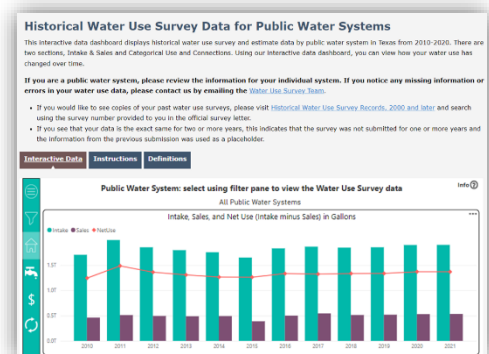 Historical Water Use Survey Data for Public Water Systems
This interactive data dashboard displays historical water use survey and estimate data by public water system in Texas from 2010-2020. There are
two sections, Intake & Sales and Categorical Use and Connections. Using our Interactive data dashboard, you can view how your water use has
changed over time.
If you are a public water system, please review the information for your individual system. If you notice any missing information or
errors in your water use data, please contact us by emailing the Water Use Survey Team.
• If you would like to see copies of your past water use surveys, please visit Historical Water Use Survey Records, 2000 and later and search
using the survey number provided to you in the official survey letter.
• If you see that your data is the exact same for two or more years, this indicates that the survey was not submitted for one or more years and
the information from the previous submission was used as a placeholder.
Interactive Data Instructions Definitions
Public Water System: select using filter pane to view the Water Use Survey data
Info ?
All Public Water Systems
Intake, Sales, and Net Use (Intake minus Sales) in Gallons
Intake Sales NetUse
1.0T
0.5T
0.0T
2010 2011 2012 2013 2014 2015 2016 2017 2018 2019 2020 2021